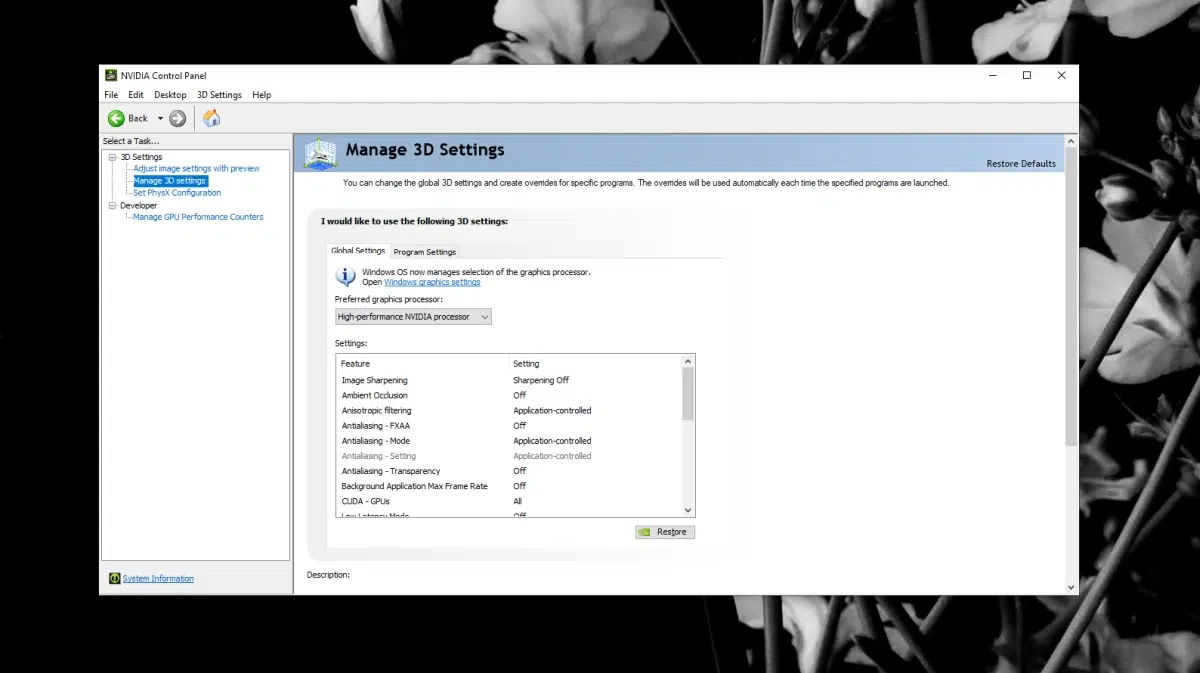 NVIDIA Control Panel
File Edit Desktop 3D Settings Help
Back
Select a Task...
3D Settings
Adjust image settings with preview
Manage 3D settings
Set PhysX Configuration
Developer
Manage GPU Performance Counters
System Information
Manage 3D Settings
Restore Defaults
You can change the global 3D settings and create overrides for specific programs. The overrides will be used automatically each time the specified programs are launched.
I would like to use the following 3D settings:
Global Settings Program Settings
Windows OS now manages selection of the graphics processor.
Open Windows graphics settings
Preferred graphics processor:
High-performance NVIDIA processor
Settings:
Feature Setting
Image Sharpening Sharpening Off
Ambient Occlusion Off
Anisotropic filtering Application-controlled
Antialiasing - FXAA Off
Antialiasing - Mode Application-controlled
Antialiasing - Setting Application-controlled
Antialiasing - Transparency Off
Background Application Max Frame Rate Off
CUDA - GPUs All
Low Latency Mode Off
Restore
Description: